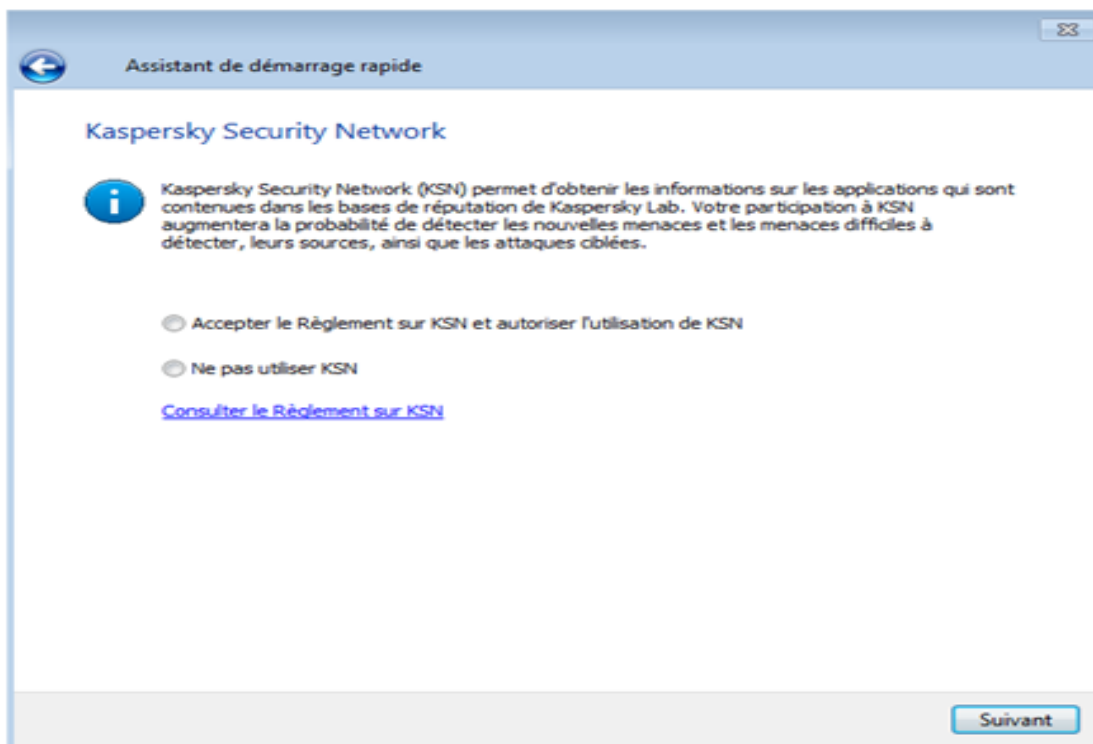 Assistant de démarrage rapide
Kaspersky Security Network
Kaspersky Security Network (KSN) permet d'obtenir les informations sur les applications qui sont
contenues dans les bases de réputation de Kaspersky Lab. Votre participation à KSN
augmentera la probabilité de détecter les nouvelles menaces et les menaces difficiles à
détecter, leurs sources, ainsi que les attaques ciblées.
Accepter le Règlement sur KSN et autoriser l'utilisation de KSN
Ne pas utiliser KSN
Consulter le Règlement sur KSN
Suivant